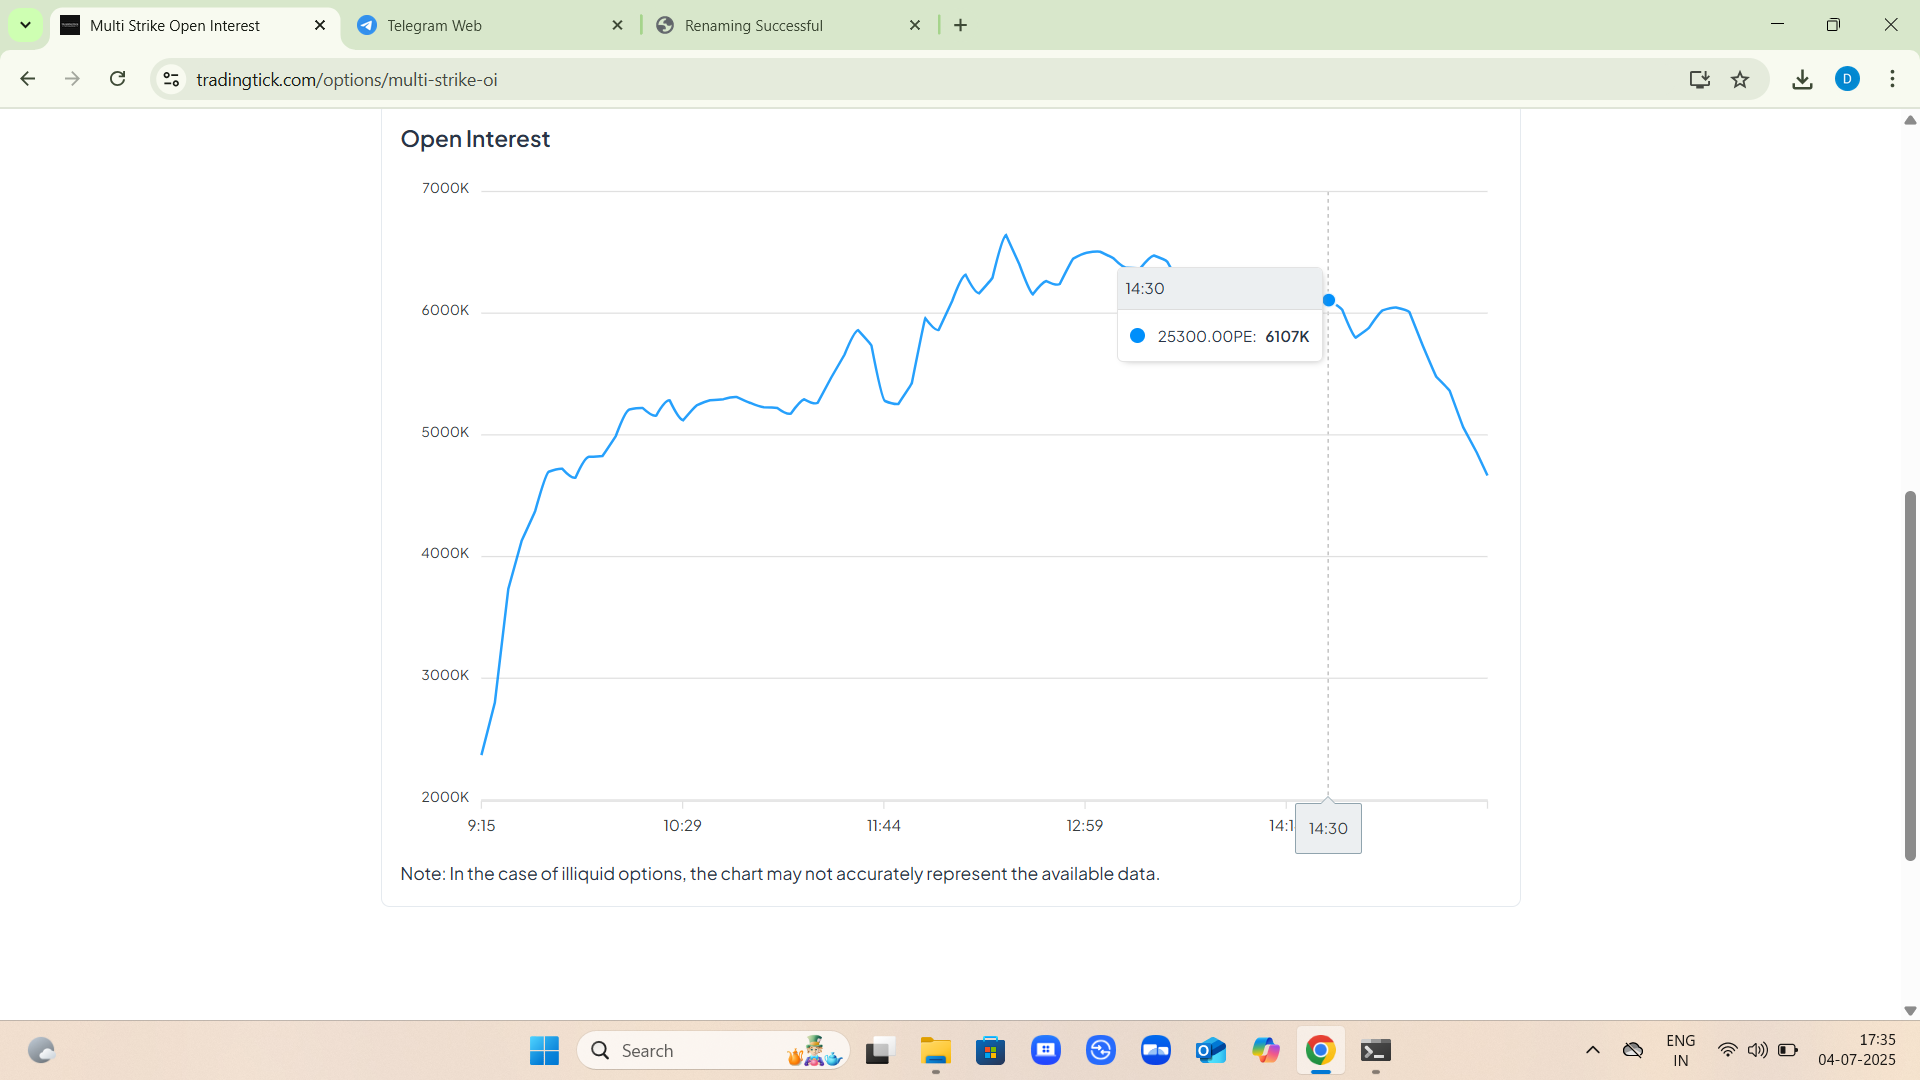 Multi Strike Open Interest
Telegram Web
Renaming Successful
tradingtick.com/options/multi-strike-oi
D
Open Interest
7000K
6000K
5000K
4000K
3000K
2000K
14:30
25300.00PE: 6107K
9:15
10:29
11:44
12:59
14:1
14:30
Note: In the case of illiquid options, the chart may not accurately represent the available data.
Search
ENG
IN
17:35
04-07-2025